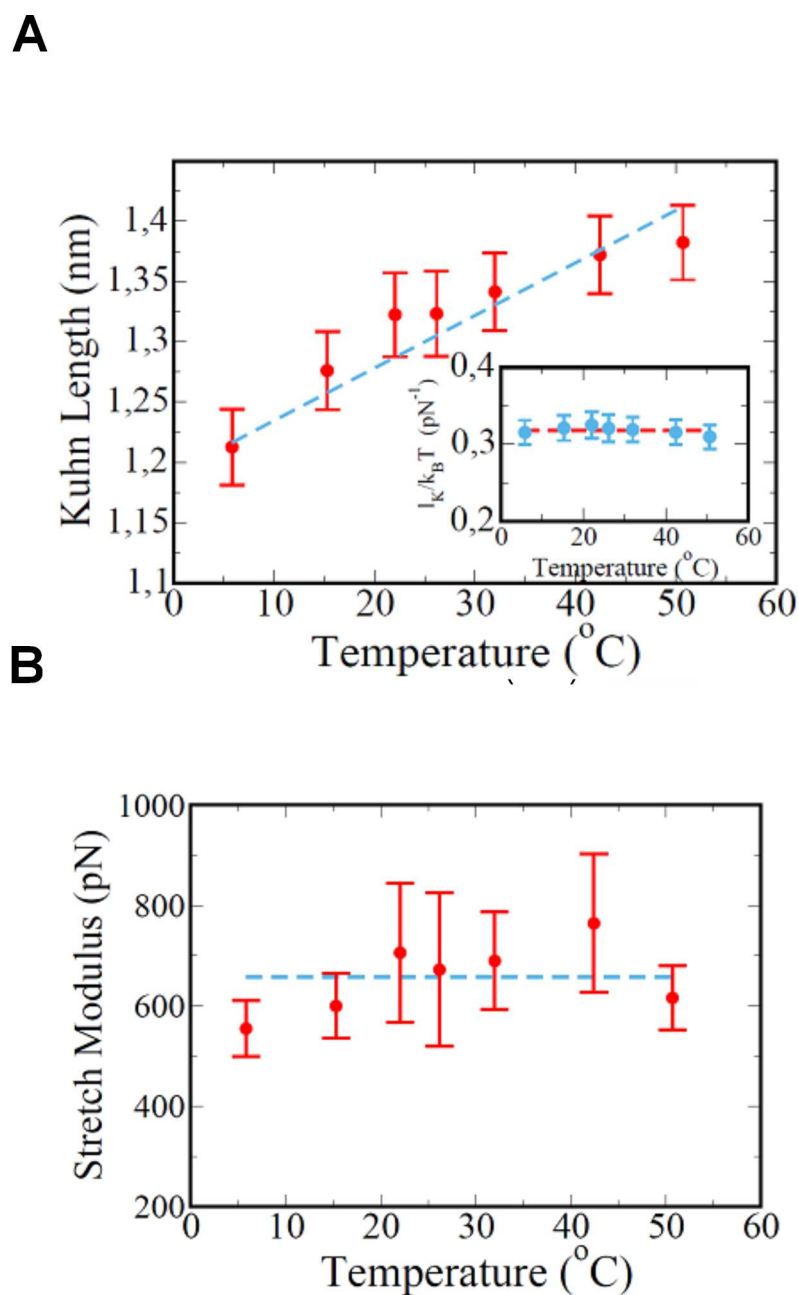 A
Kuhn Length (nm)
1,4
1,35
1,3
1,25
1,2
1,15
1,1
0 10 20 30 40 50 60
Temperature (°C)
l_K/k_BT (pN⁻¹)
0,4
0,3
0,2
0 20 40 60
Temperature (°C)
B
Stretch Modulus (pN)
1000
800
600
400
200
0 10 20 30 40 50 60
Temperature (°C)